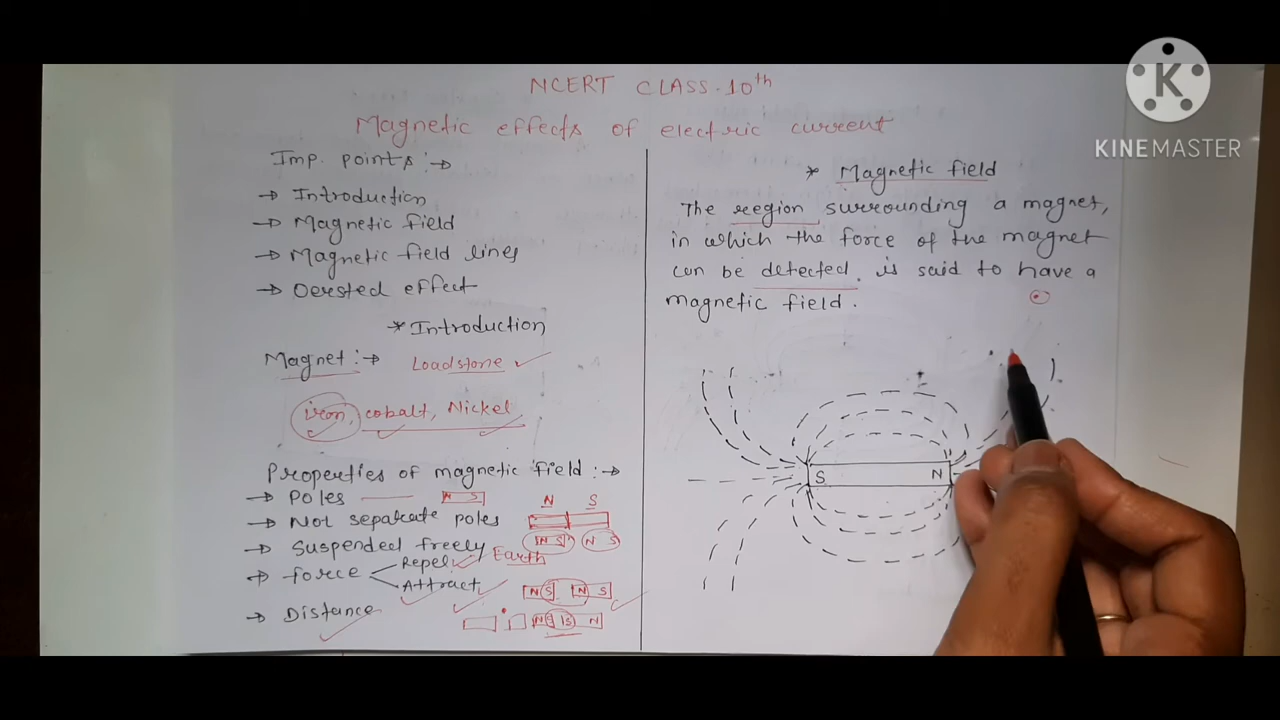 NCERT CLASS.10th
Magnetic effects of electric current
Imp. points :→
→ Introduction
→ Magnetic field
→ Magnetic field lines
→ Oersted effect
* Introduction
Magnet :→ Loadstone ✓
iron, cobalt, Nickel
Properties of magnetic field :→
→ Poles N S
N S
→ Not separate poles
→ Suspended freely N S N S
Earth
→ force Repel
Attract N S N S
→ Distance N S S N
* Magnetic field
The reegion surrounding a magnet,
in which the force of the magnet
can be detected. is said to have a
magnetic field.
S N
K
KINEMASTER